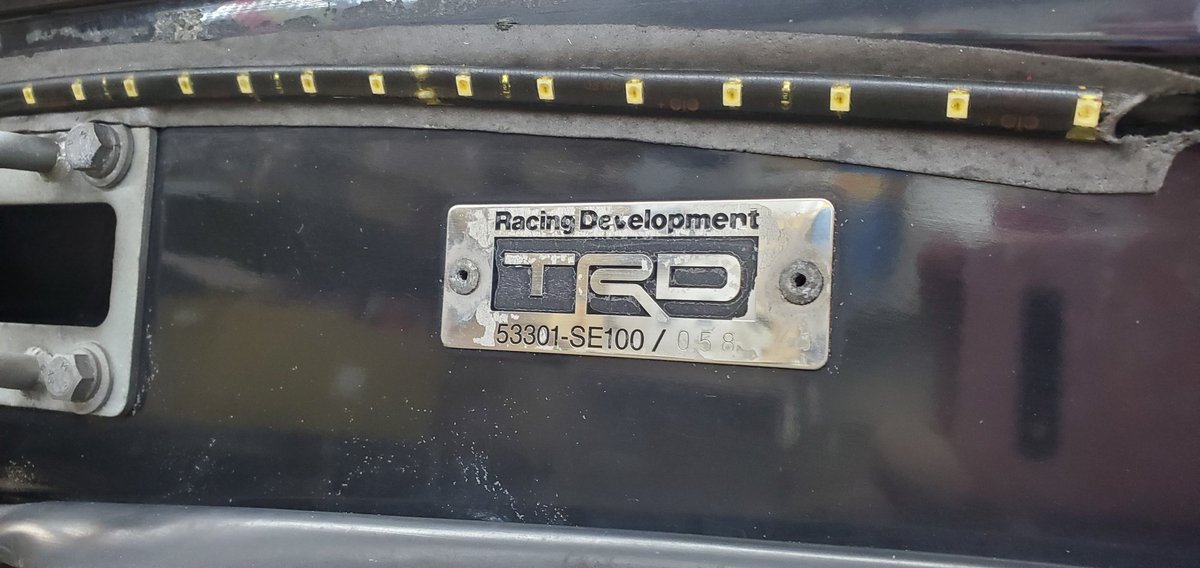 Racing Development
TRD
53301-SE100 / 058